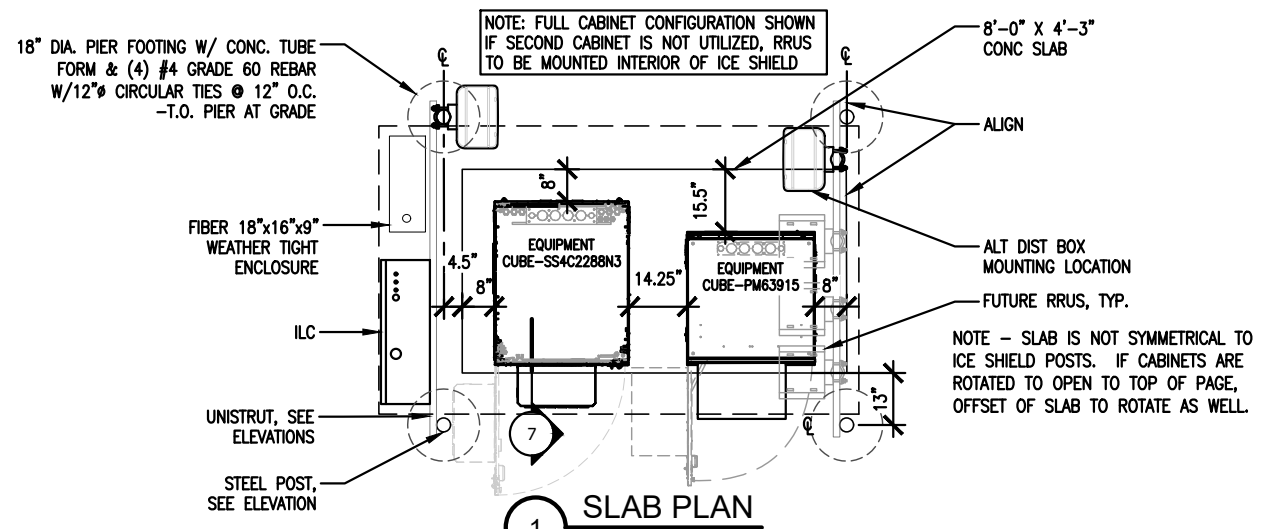 NOTE: FULL CABINET CONFIGURATION SHOWN
IF SECOND CABINET IS NOT UTILIZED, RRUS
TO BE MOUNTED INTERIOR OF ICE SHIELD
18" DIA. PIER FOOTING W/ CONC. TUBE
FORM & (4) #4 GRADE 60 REBAR
W/12"ø CIRCULAR TIES @ 12" O.C.
-T.O. PIER AT GRADE
℄
℄
8'-0" X 4'-3"
CONC SLAB
ALIGN
8"
15.5"
FIBER 18"x16"x9"
WEATHER TIGHT
ENCLOSURE
EQUIPMENT
CUBE-SS4C2288N3
EQUIPMENT
CUBE-PM63915
4.5"
8"
14.25"
8"
ALT DIST BOX
MOUNTING LOCATION
FUTURE RRUS, TYP.
ILC
NOTE - SLAB IS NOT SYMMETRICAL TO
ICE SHIELD POSTS. IF CABINETS ARE
ROTATED TO OPEN TO TOP OF PAGE,
OFFSET OF SLAB TO ROTATE AS WELL.
13"
℄
UNISTRUT, SEE
ELEVATIONS
7
STEEL POST,
SEE ELEVATION
1
SLAB PLAN